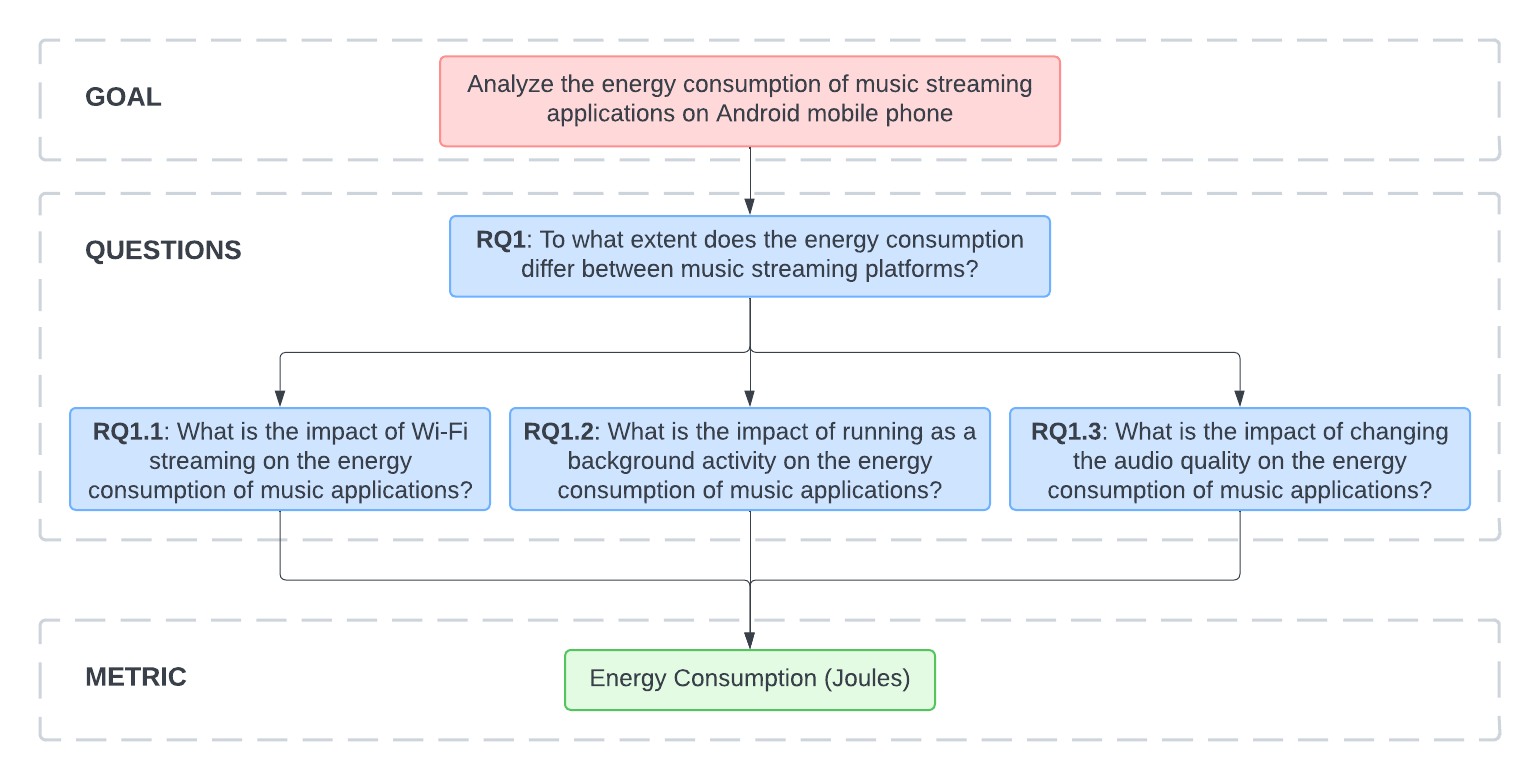 GOAL
Analyze the energy consumption of music streaming
applications on Android mobile phone
QUESTIONS
RQ1: To what extent does the energy consumption
differ between music streaming platforms?
RQ1.1: What is the impact of Wi-Fi
streaming on the energy
consumption of music applications?
RQ1.2: What is the impact of running as a
background activity on the energy
consumption of music applications?
RQ1.3: What is the impact of changing
the audio quality on the energy
consumption of music applications?
METRIC
Energy Consumption (Joules)